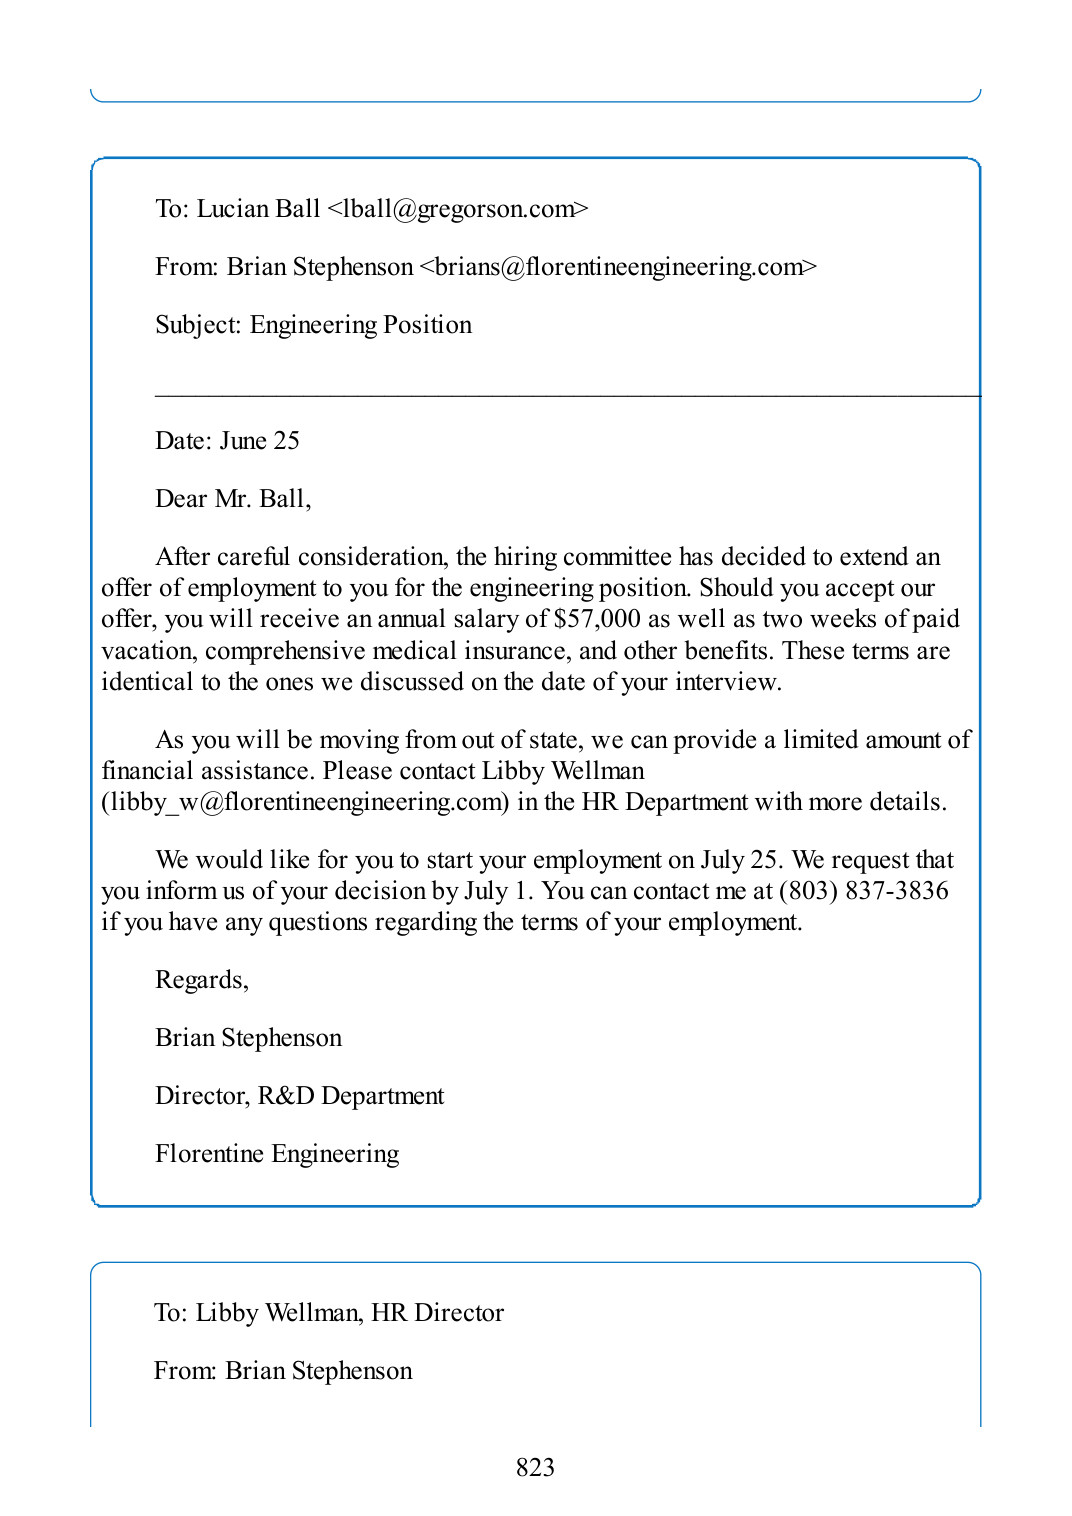 To: Lucian Ball <lball@gregorson.com>
From: Brian Stephenson <brians@florentineengineering.com>
Subject: Engineering Position
Date: June 25
Dear Mr. Ball,
After careful consideration, the hiring committee has decided to extend an
offer of employment to you for the engineering position. Should you accept our
offer, you will receive an annual salary of $57,000 as well as two weeks of paid
vacation, comprehensive medical insurance, and other benefits. These terms are
identical to the ones we discussed on the date of your interview.
As you will be moving from out of state, we can provide a limited amount of
financial assistance. Please contact Libby Wellman
(libby_w@florentineengineering.com) in the HR Department with more details.
We would like for you to start your employment on July 25. We request that
you inform us of your decision by July 1. You can contact me at (803) 837-3836
if you have any questions regarding the terms of your employment.
Regards,
Brian Stephenson
Director, R&D Department
Florentine Engineering
To: Libby Wellman, HR Director
From: Brian Stephenson
823